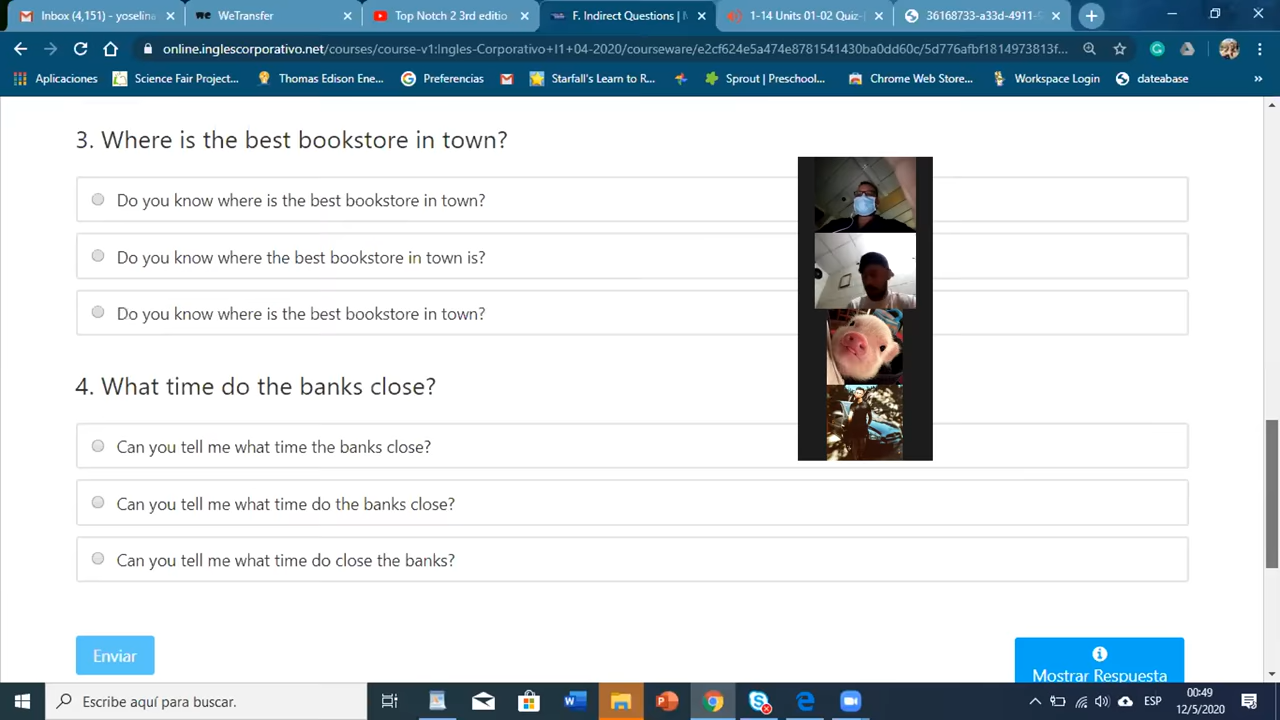 Inbox (4,151) - yoselina
WeTransfer
Top Notch 2 3rd editio
F. Indirect Questions |
1-14 Units 01-02 Quiz-
36168733-a33d-4911-
online.inglescorporativo.net/courses/course-v1:Ingles-Corporativo+I1+04-2020/courseware/e2cf624e5a474e8781541430ba0dd60c/5d776afbf1814973813f...
Aplicaciones
Science Fair Project...
Thomas Edison Ene...
Preferencias
Starfall's Learn to R...
Sprout | Preschool...
Chrome Web Store...
Workspace Login
dateabase
»
3. Where is the best bookstore in town?
Do you know where is the best bookstore in town?
Do you know where the best bookstore in town is?
Do you know where is the best bookstore in town?
4. What time do the banks close?
Can you tell me what time the banks close?
Can you tell me what time do the banks close?
Can you tell me what time do close the banks?
Enviar
Mostrar Respuesta
Escribe aquí para buscar.
ESP
00:49
12/5/2020